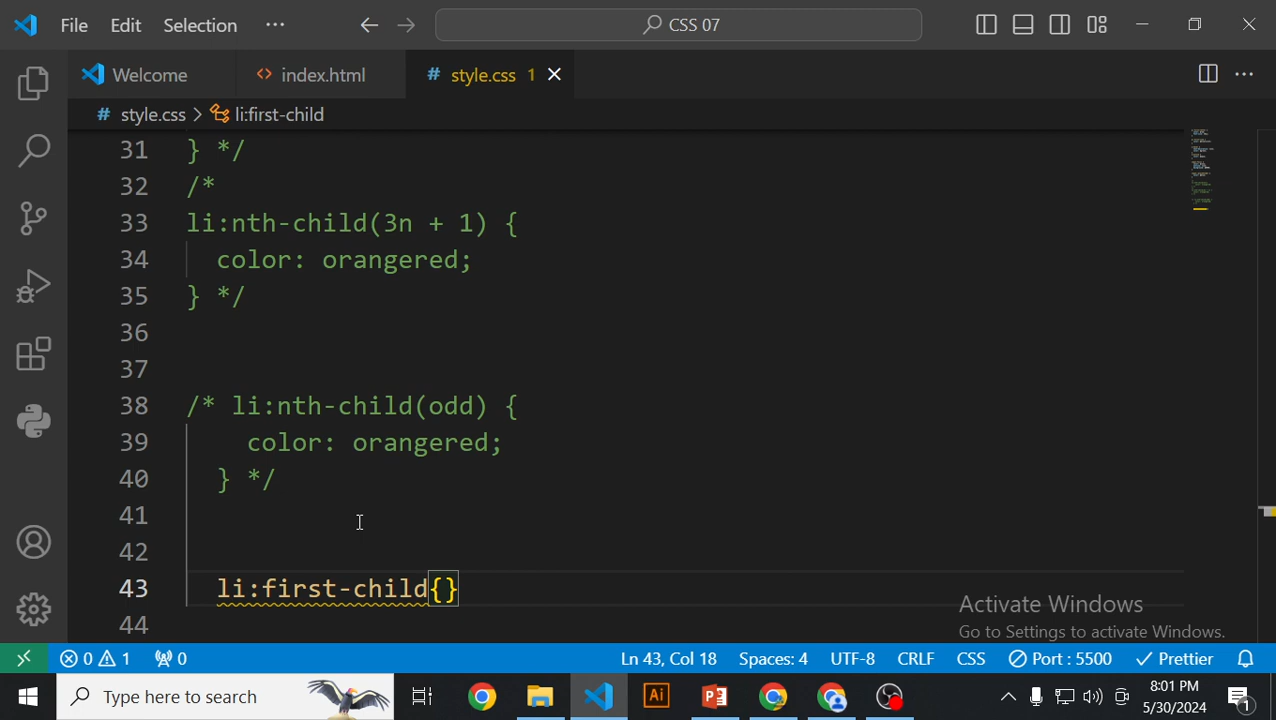 File Edit Selection ··· CSS 07
Welcome index.html # style.css 1
# style.css > li:first-child
31 } */
32 /*
33 li:nth-child(3n + 1) {
34 color: orangered;
35 } */
36
37
38 /* li:nth-child(odd) {
39 color: orangered;
40 } */
41
42
43 li:first-child{}
44
Activate Windows
Go to Settings to activate Windows.
0 1 0 Ln 43, Col 18 Spaces: 4 UTF-8 CRLF CSS Port : 5500 Prettier
Type here to search Ai P 8:01 PM
5/30/2024 1